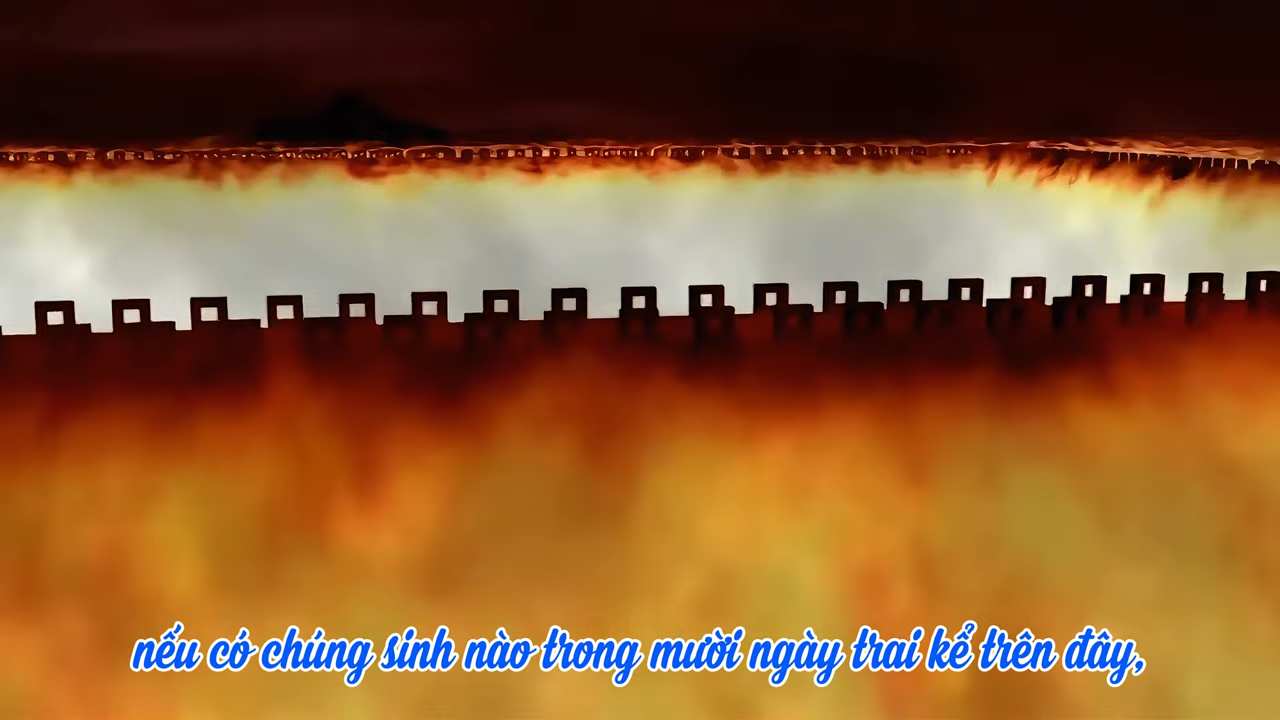 nếu có chúng sinh nào trong mười ngày trai kể trên đây,